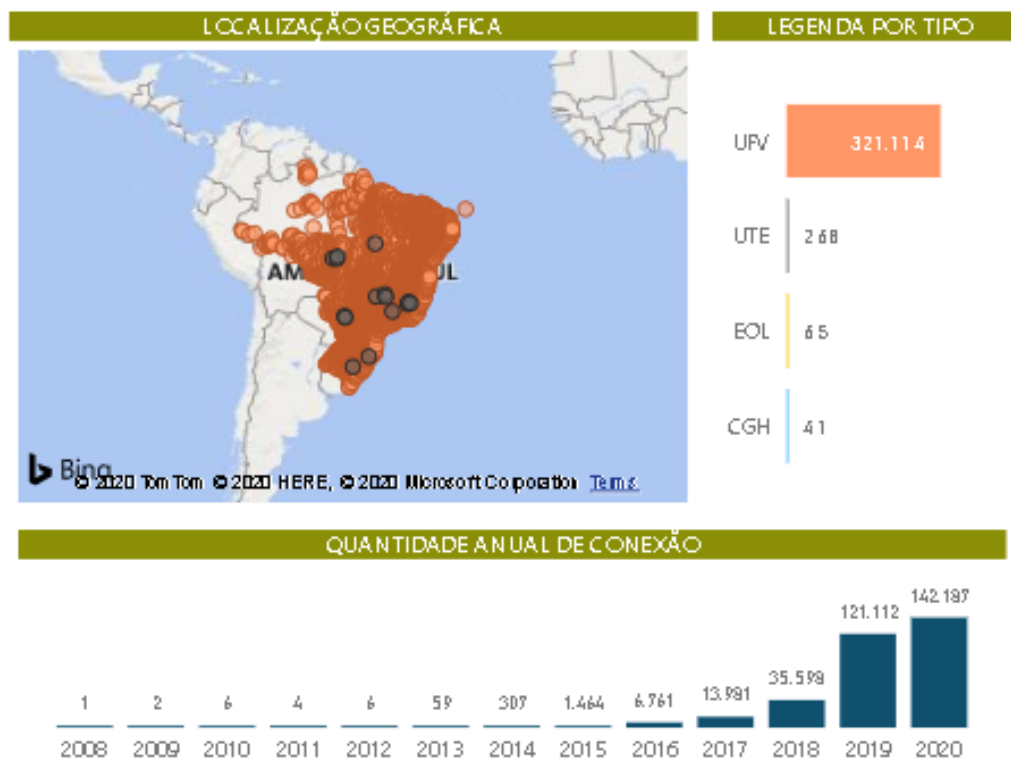 LOCALIZAÇÃO GEOGRÁFICA
LEGENDA POR TIPO
UFV 321.114
UTE 268
EOL 65
CGH 41
AM
UL
Bing
© 2020 TomTom © 2020 HERE, © 2020 Microsoft Corporation Terms
QUANTIDADE ANUAL DE CONEXÃO
1 2 6 4 6 59 307 1.464 6.761 13.981 35.598 121.112 142.187
2008 2009 2010 2011 2012 2013 2014 2015 2016 2017 2018 2019 2020